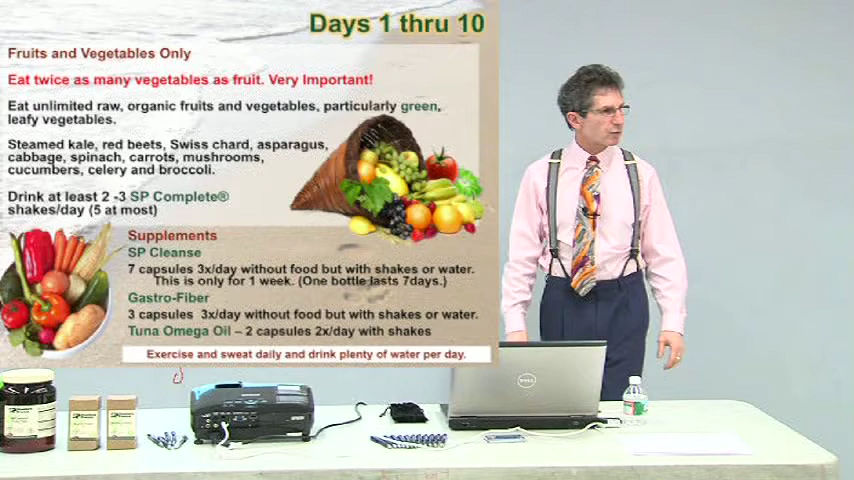 Days 1 thru 10
Fruits and Vegetables Only
Eat twice as many vegetables as fruit. Very Important!
Eat unlimited raw, organic fruits and vegetables, particularly green,
leafy vegetables.
Steamed kale, red beets, Swiss chard, asparagus,
cabbage, spinach, carrots, mushrooms,
cucumbers, celery and broccoli.
Drink at least 2 -3 SP Complete®
shakes/day (5 at most)
Supplements
SP Cleanse
7 capsules 3x/day without food but with shakes or water.
This is only for 1 week. (One bottle lasts 7days.)
Gastro-Fiber
3 capsules 3x/day without food but with shakes or water.
Tuna Omega Oil – 2 capsules 2x/day with shakes
Exercise and sweat daily and drink plenty of water per day.
DELL